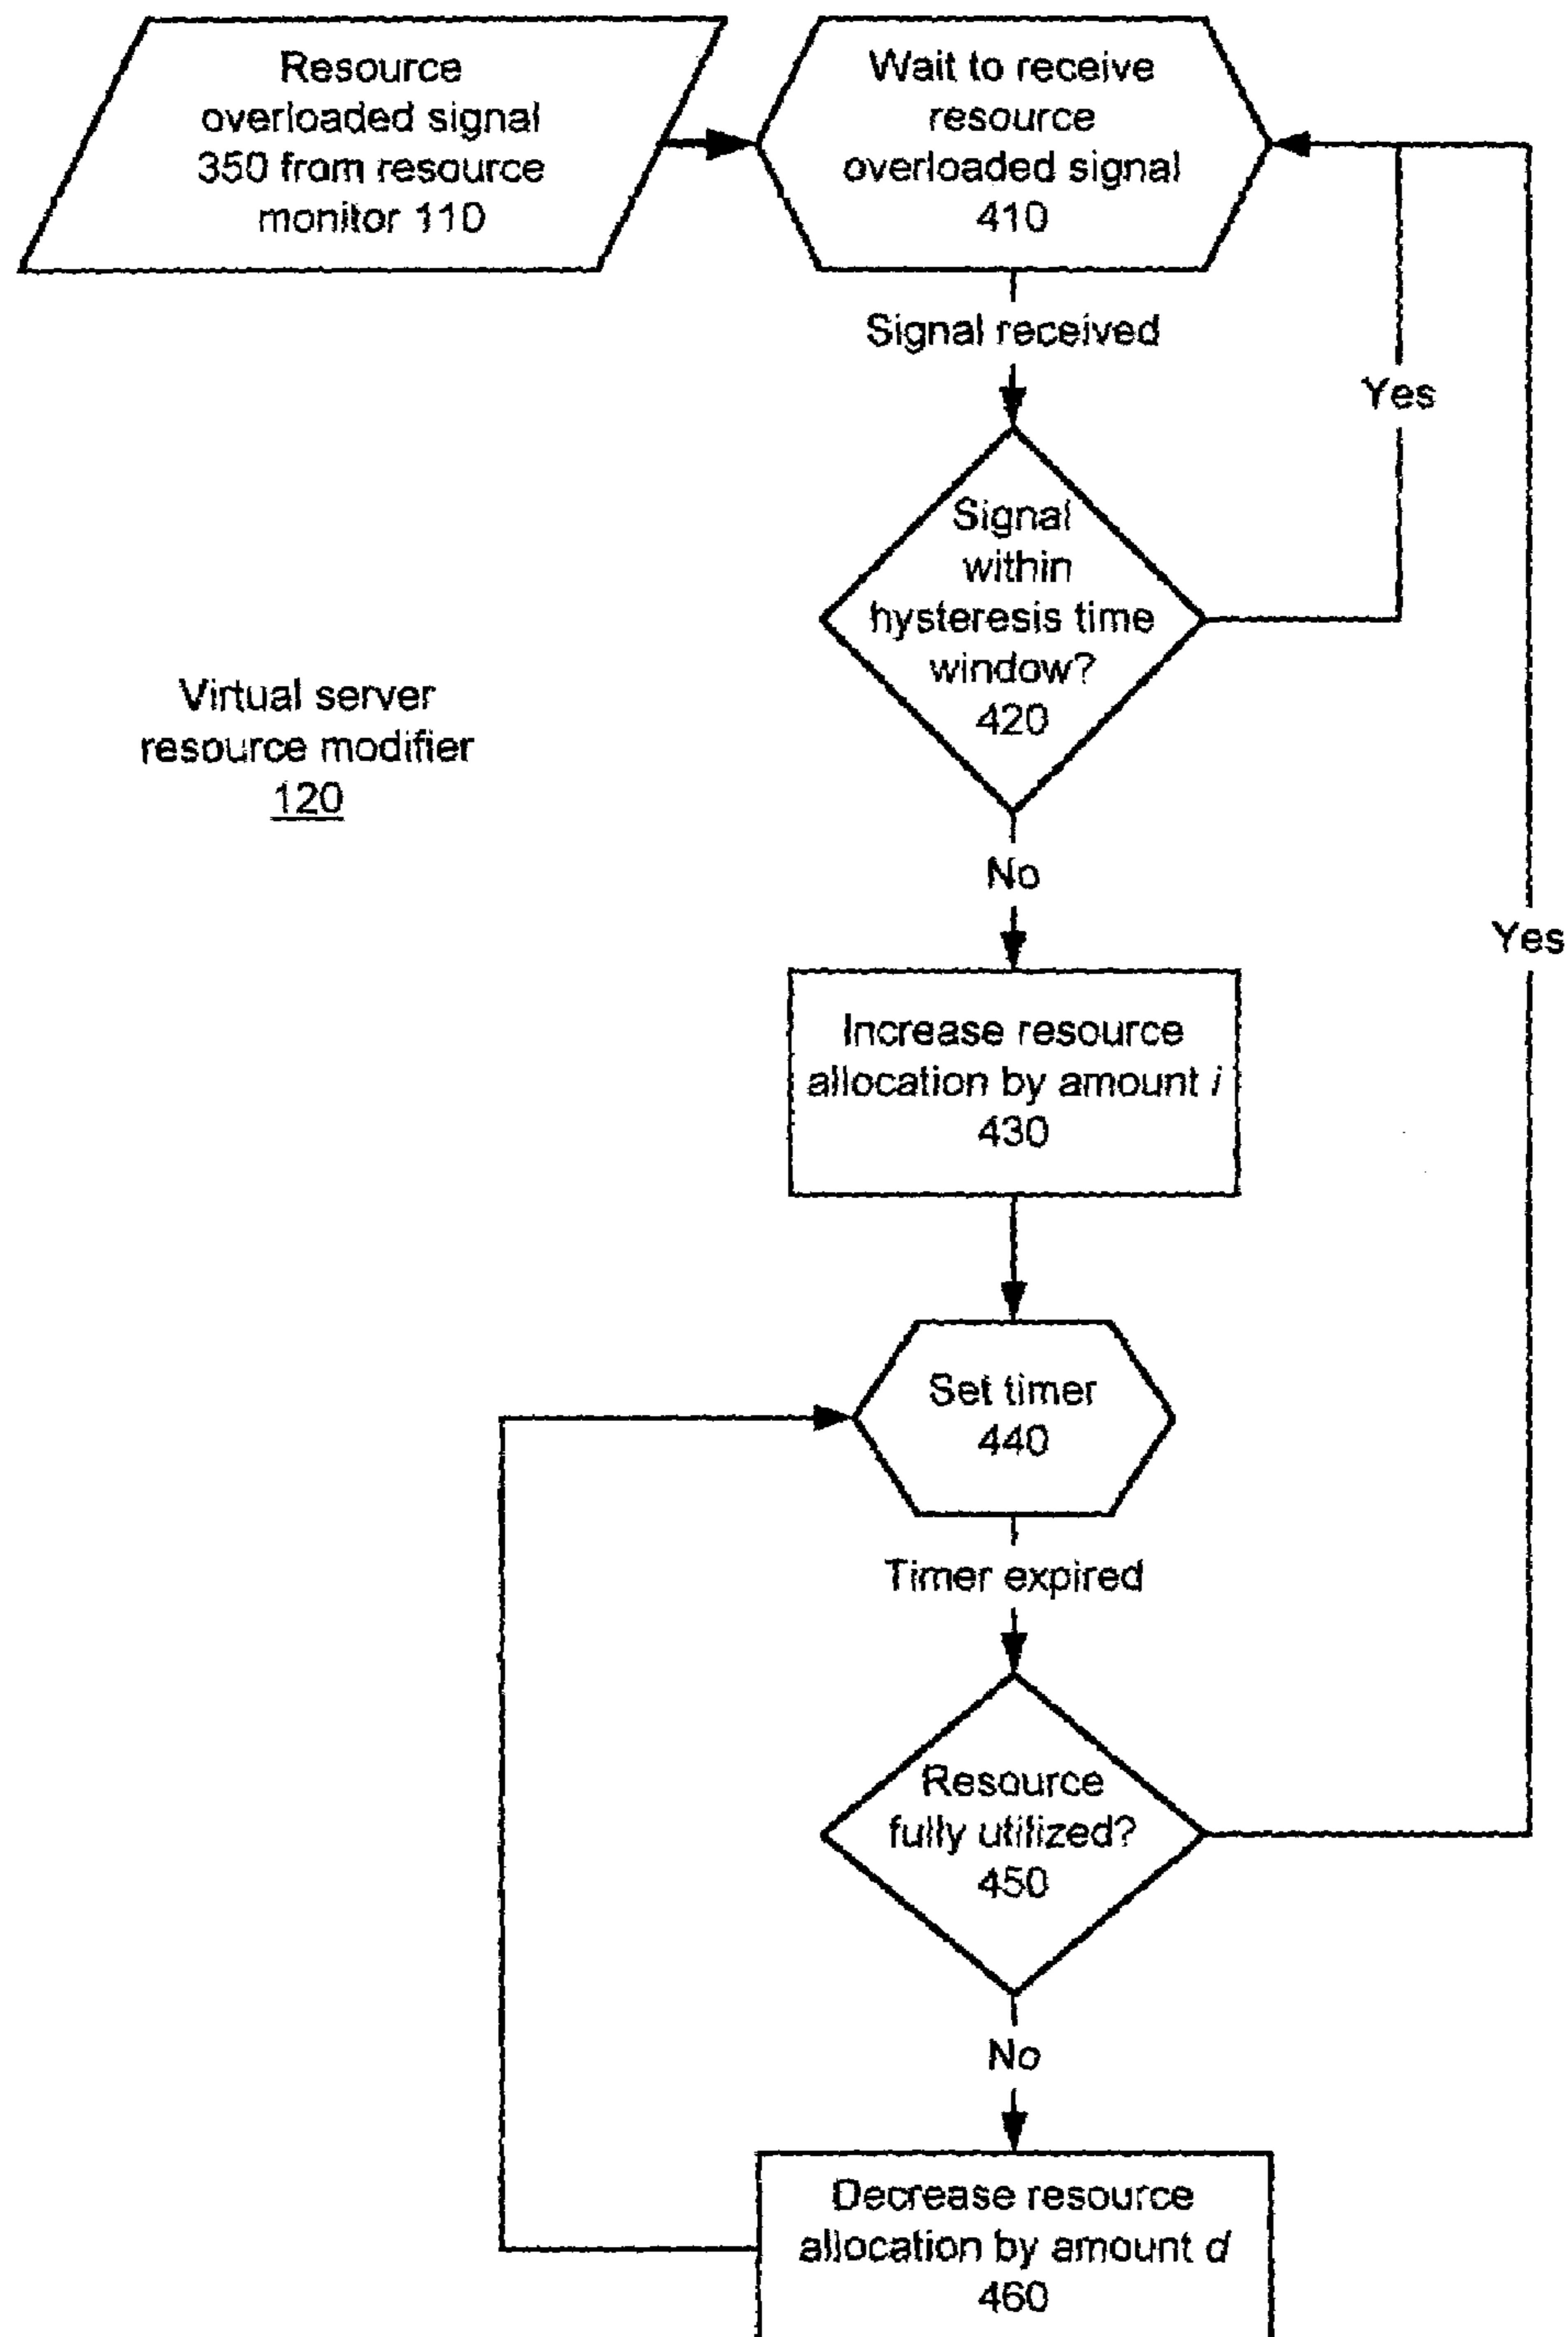 Resource
overloaded signal
350 from resource
monitor 110
Wait to receive
resource
overloaded signal
410
Signal received
Yes
Signal
within
hysteresis time
window?
420
Virtual server
resource modifier
120
No
Yes
Increase resource
allocation by amount i
430
Set timer
440
Timer expired
Resource
fully utilized?
450
No
Decrease resource
allocation by amount d
460